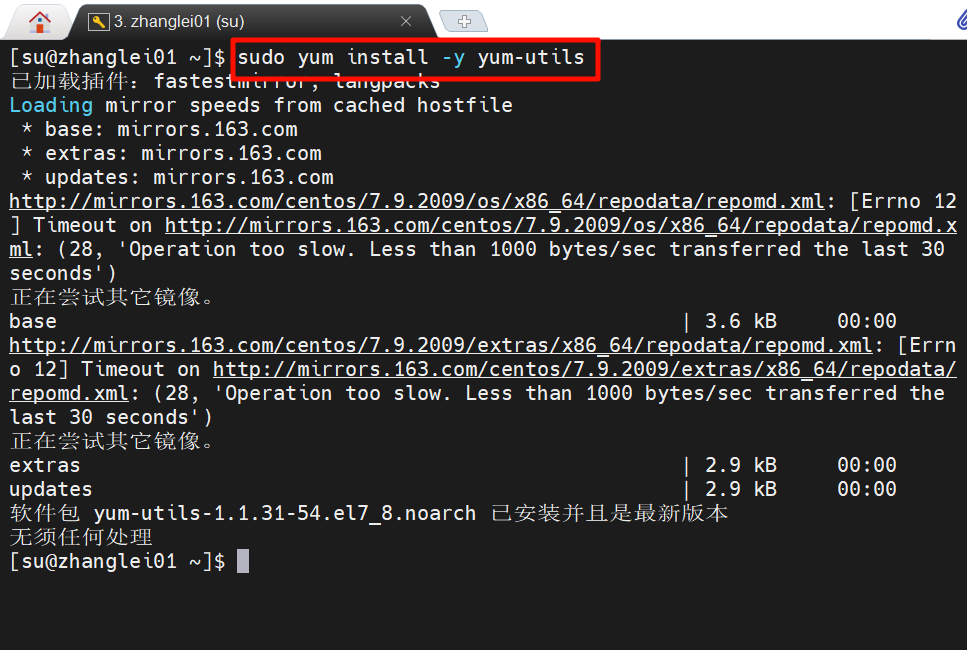 3. zhanglei01 (su)
[su@zhanglei01 ~]$ sudo yum install -y yum-utils
已加载插件：fastestmirror, langpacks
Loading mirror speeds from cached hostfile
 * base: mirrors.163.com
 * extras: mirrors.163.com
 * updates: mirrors.163.com
http://mirrors.163.com/centos/7.9.2009/os/x86_64/repodata/repomd.xml: [Errno 12
] Timeout on http://mirrors.163.com/centos/7.9.2009/os/x86_64/repodata/repomd.x
ml: (28, 'Operation too slow. Less than 1000 bytes/sec transferred the last 30
seconds')
正在尝试其它镜像。
base | 3.6 kB 00:00
http://mirrors.163.com/centos/7.9.2009/extras/x86_64/repodata/repomd.xml: [Errn
o 12] Timeout on http://mirrors.163.com/centos/7.9.2009/extras/x86_64/repodata/
repomd.xml: (28, 'Operation too slow. Less than 1000 bytes/sec transferred the
last 30 seconds')
正在尝试其它镜像。
extras | 2.9 kB 00:00
updates | 2.9 kB 00:00
软件包 yum-utils-1.1.31-54.el7_8.noarch 已安装并且是最新版本
无须任何处理
[su@zhanglei01 ~]$